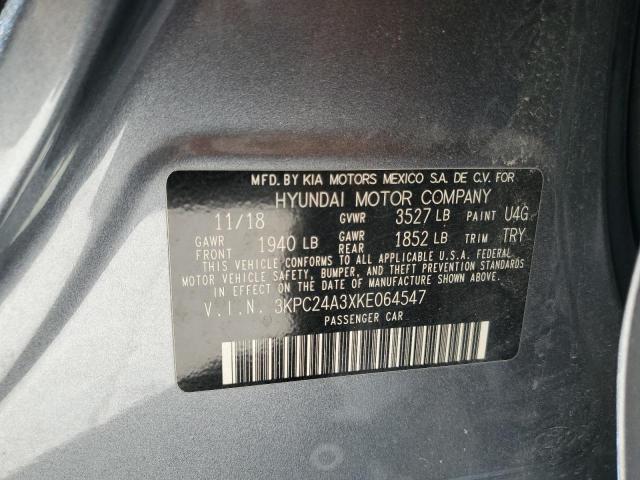 MFD. BY KIA MOTORS MEXICO S.A. DE C.V. FOR
HYUNDAI MOTOR COMPANY
11/18 GVWR 3527 LB PAINT U4G
GAWR FRONT 1940 LB GAWR REAR 1852 LB TRIM TRY
THIS VEHICLE CONFORMS TO ALL APPLICABLE U.S.A. FEDERAL
MOTOR VEHICLE SAFETY, BUMPER, AND THEFT PREVENTION STANDARDS
IN EFFECT ON THE DATE OF MANUFACTURE SHOWN ABOVE.
V.I.N. 3KPC24A3XKE064547
PASSENGER CAR